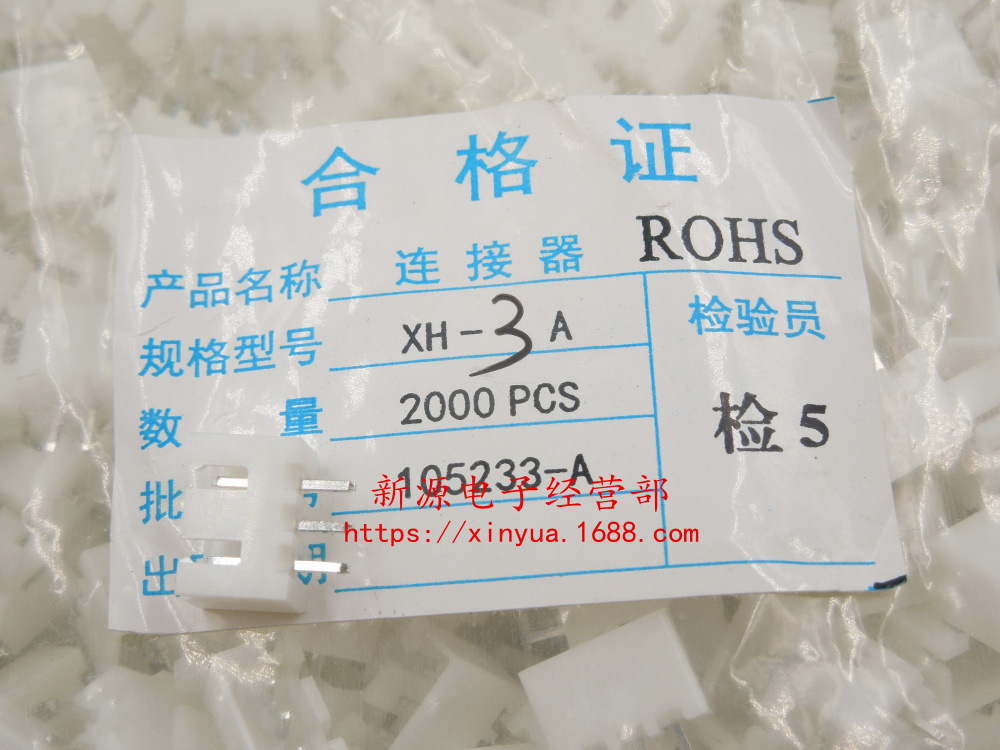 合格证
产品名称 连接器 ROHS
规格型号 XH-3A 检验员
数量 2000 PCS 检5
批 105233-A
新源电子经营部
https://xinyua.1688.com
出